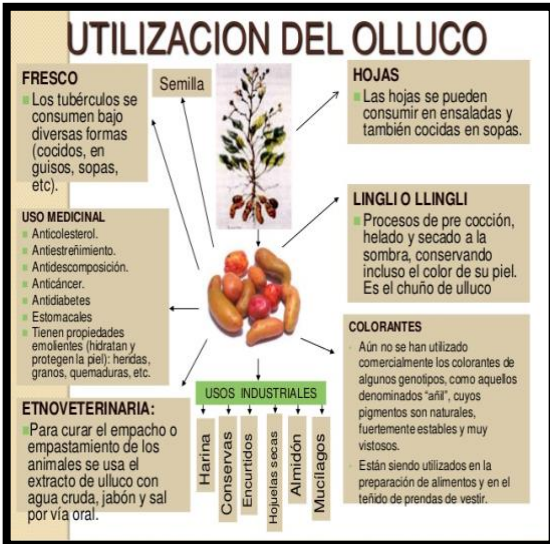 UTILIZACION DEL OLLUCO
FRESCO
Los tubérculos se
consumen bajo
diversas formas
(cocidos, en
guisos, sopas,
etc).
Semilla
HOJAS
Las hojas se pueden
consumir en ensaladas y
también cocidas en sopas.
USO MEDICINAL
Anticolesterol.
Antiestreñimiento.
Antidescomposición.
Anticáncer.
Antidiabetes
Estomacales
Tienen propiedades
emolientes (hidratan y
protegen la piel): heridas,
granos, quemaduras, etc.
LINGLI O LLINGLI
Procesos de pre cocción,
helado y secado a la
sombra, conservando
incluso el color de su piel.
Es el chuño de ulluco
COLORANTES
Aún no se han utilizado
comercialmente los colorantes de
algunos genotipos, como aquellos
denominados “añil”, cuyos
pigmentos son naturales,
fuertemente estables y muy
vistosos.
Están siendo utilizados en la
preparación de alimentos y en el
teñido de prendas de vestir.
ETNOVETERINARIA:
Para curar el empacho o
empastamiento de los
animales se usa el
extracto de ulluco con
agua cruda, jabón y sal
por vía oral.
USOS INDUSTRIALES
Harina
Conservas
Encurtidos
Hojuelas secas
Almidón
Mucílagos